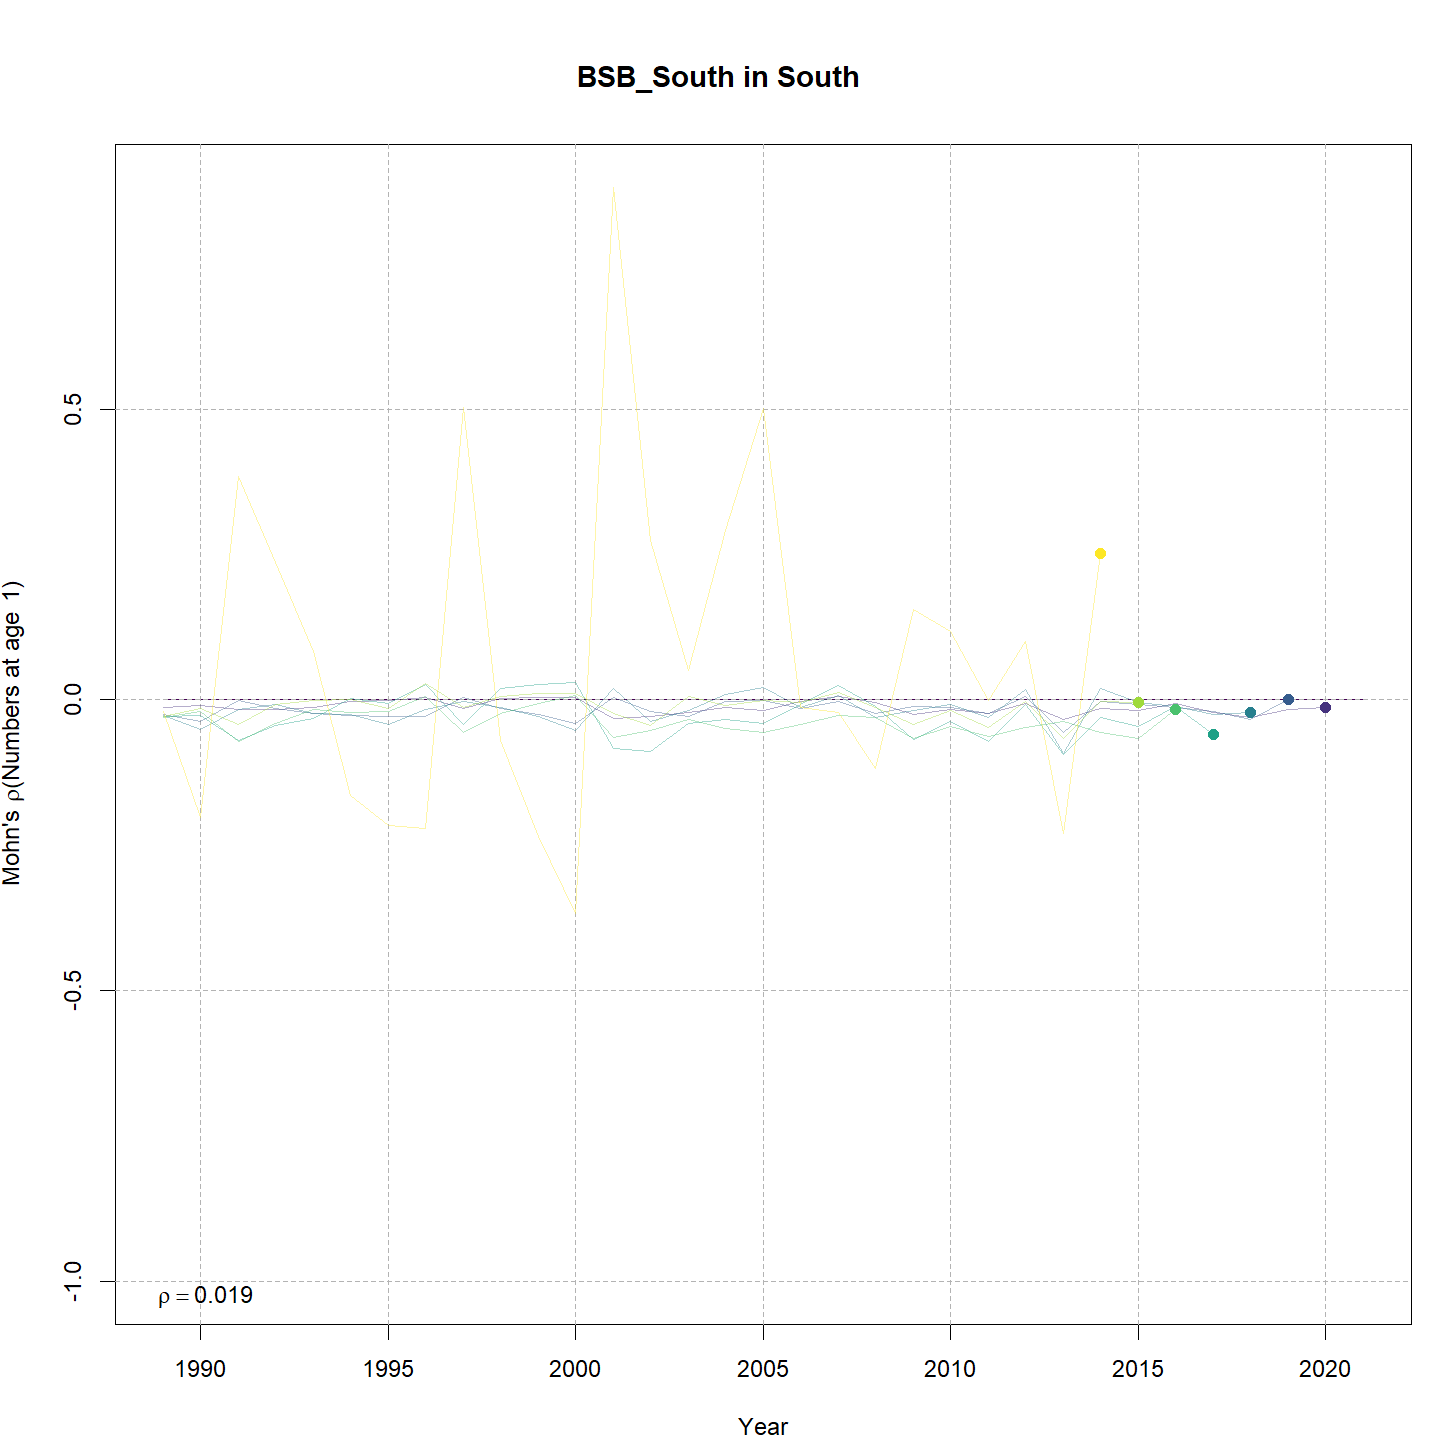 BSB_South in South
Mohn's ρ(Numbers at age 1)
0.5
0.0
-0.5
-1.0
ρ = 0.019
1990 1995 2000 2005 2010 2015 2020
Year